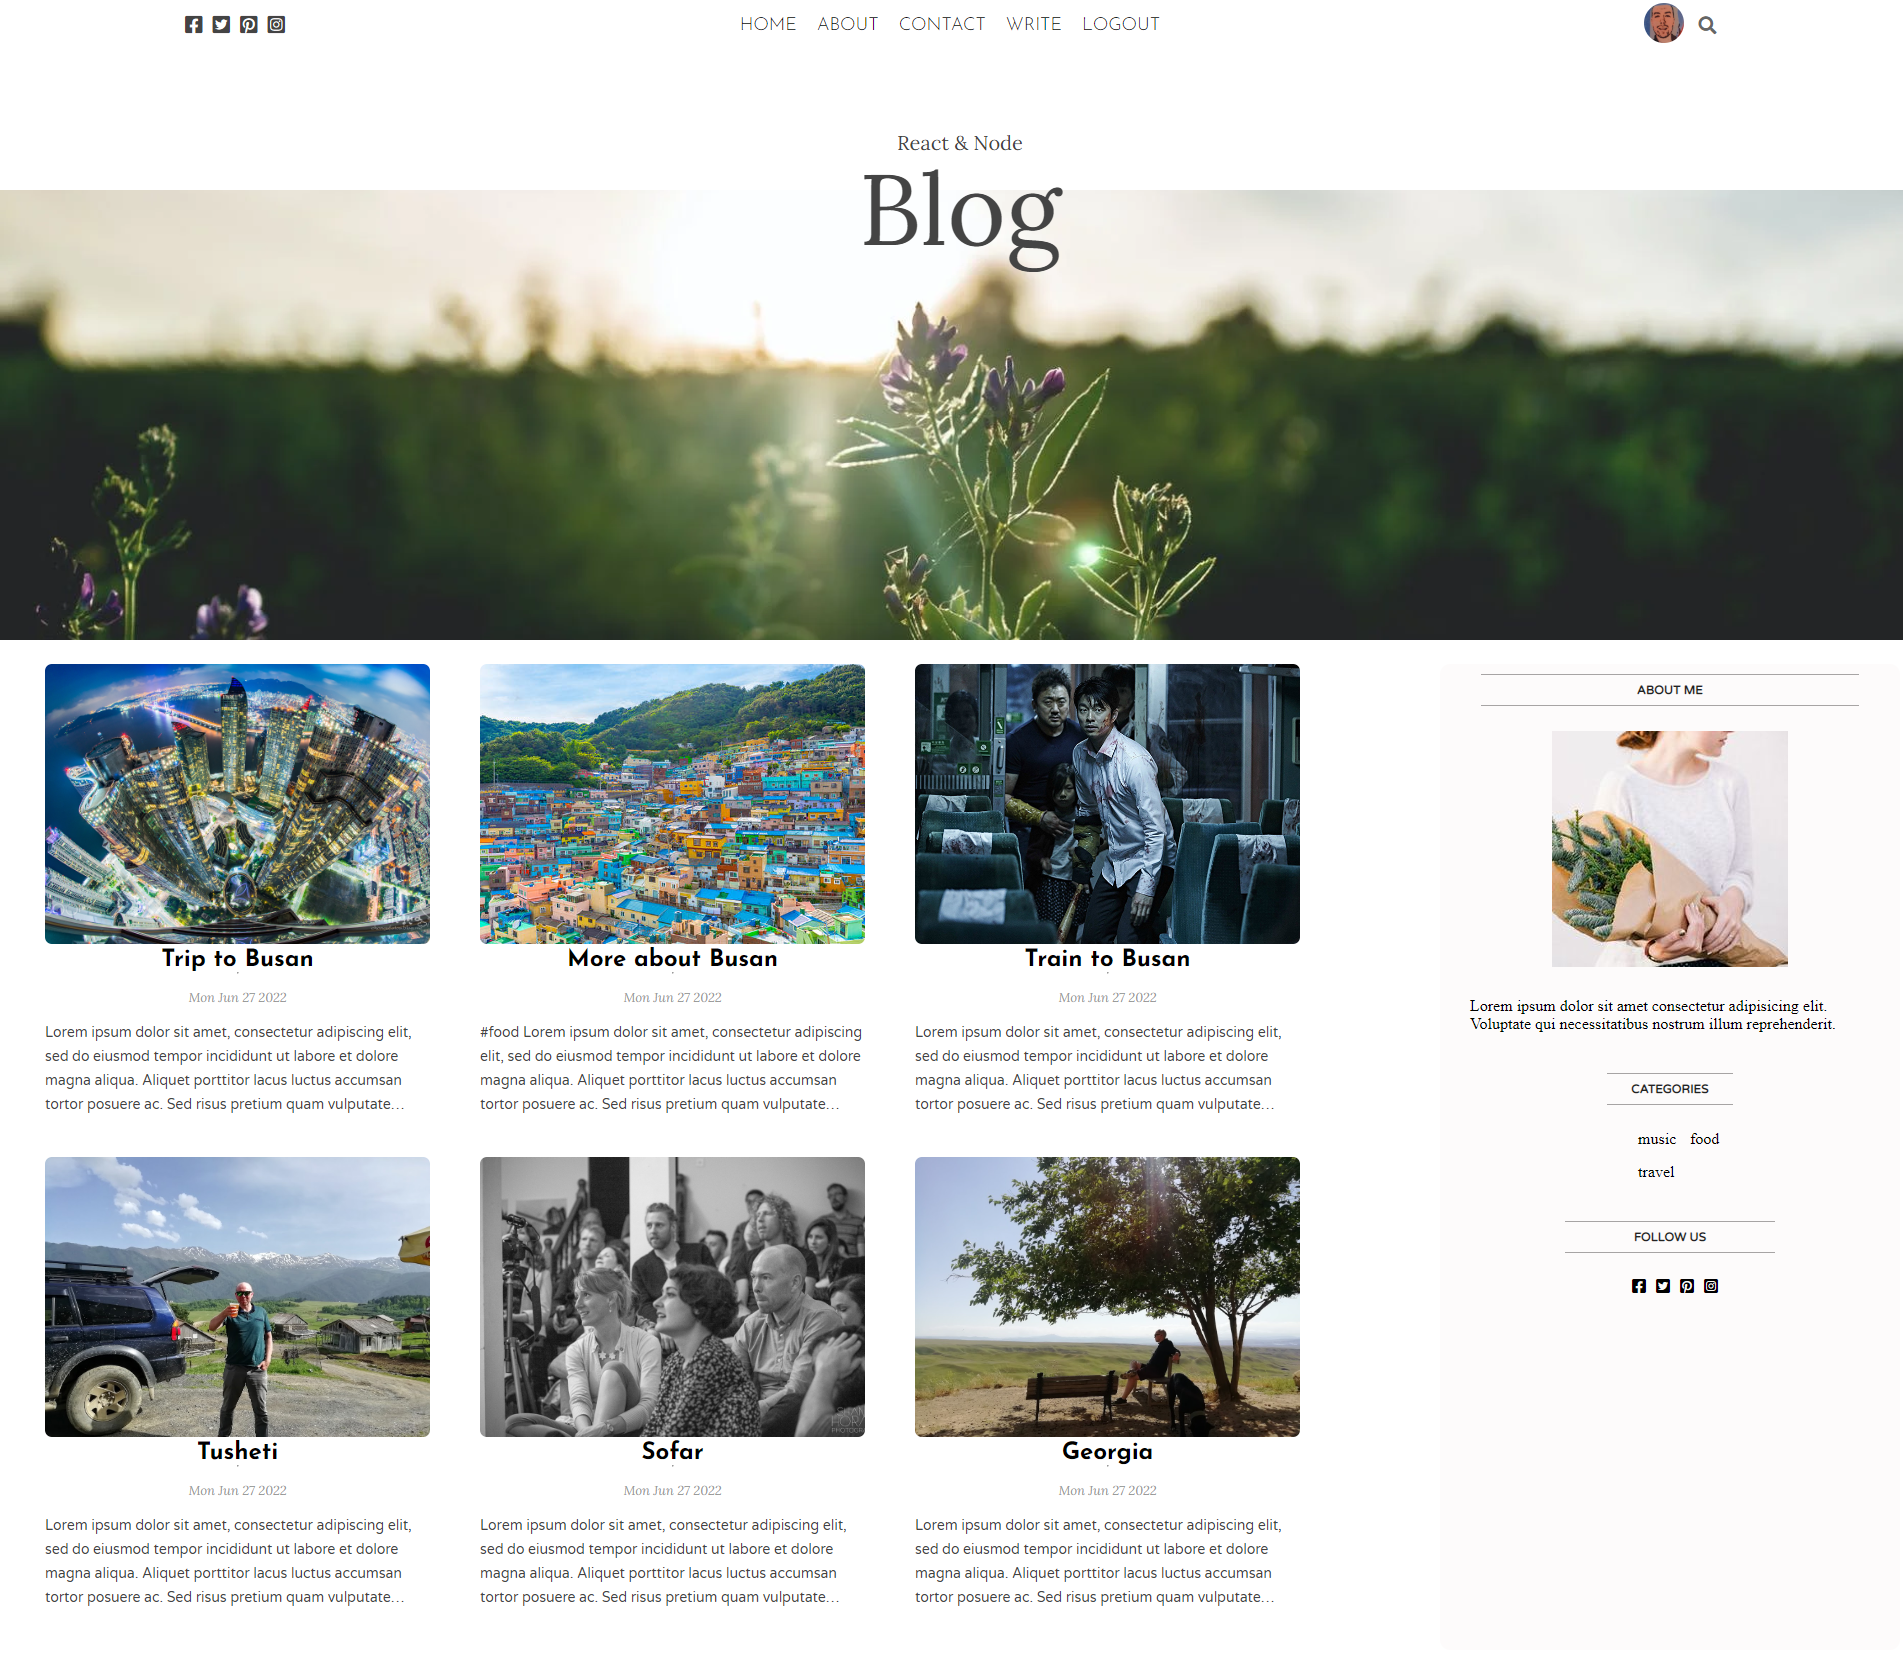 HOME ABOUT CONTACT WRITE LOGOUT
React & Node
Blog
Trip to Busan
Mon Jun 27 2022
Lorem ipsum dolor sit amet, consectetur adipiscing elit,
sed do eiusmod tempor incididunt ut labore et dolore
magna aliqua. Aliquet porttitor lacus luctus accumsan
tortor posuere ac. Sed risus pretium quam vulputate...
More about Busan
Mon Jun 27 2022
#food Lorem ipsum dolor sit amet, consectetur adipiscing
elit, sed do eiusmod tempor incididunt ut labore et dolore
magna aliqua. Aliquet porttitor lacus luctus accumsan
tortor posuere ac. Sed risus pretium quam vulputate...
Train to Busan
Mon Jun 27 2022
Lorem ipsum dolor sit amet, consectetur adipiscing elit,
sed do eiusmod tempor incididunt ut labore et dolore
magna aliqua. Aliquet porttitor lacus luctus accumsan
tortor posuere ac. Sed risus pretium quam vulputate...
Tusheti
Mon Jun 27 2022
Lorem ipsum dolor sit amet, consectetur adipiscing elit,
sed do eiusmod tempor incididunt ut labore et dolore
magna aliqua. Aliquet porttitor lacus luctus accumsan
tortor posuere ac. Sed risus pretium quam vulputate...
Sofar
Mon Jun 27 2022
Lorem ipsum dolor sit amet, consectetur adipiscing elit,
sed do eiusmod tempor incididunt ut labore et dolore
magna aliqua. Aliquet porttitor lacus luctus accumsan
tortor posuere ac. Sed risus pretium quam vulputate...
Georgia
Mon Jun 27 2022
Lorem ipsum dolor sit amet, consectetur adipiscing elit,
sed do eiusmod tempor incididunt ut labore et dolore
magna aliqua. Aliquet porttitor lacus luctus accumsan
tortor posuere ac. Sed risus pretium quam vulputate...
ABOUT ME
Lorem ipsum dolor sit amet consectetur adipisicing elit.
Voluptate qui necessitatibus nostrum illum reprehenderit.
CATEGORIES
music food
travel
FOLLOW US